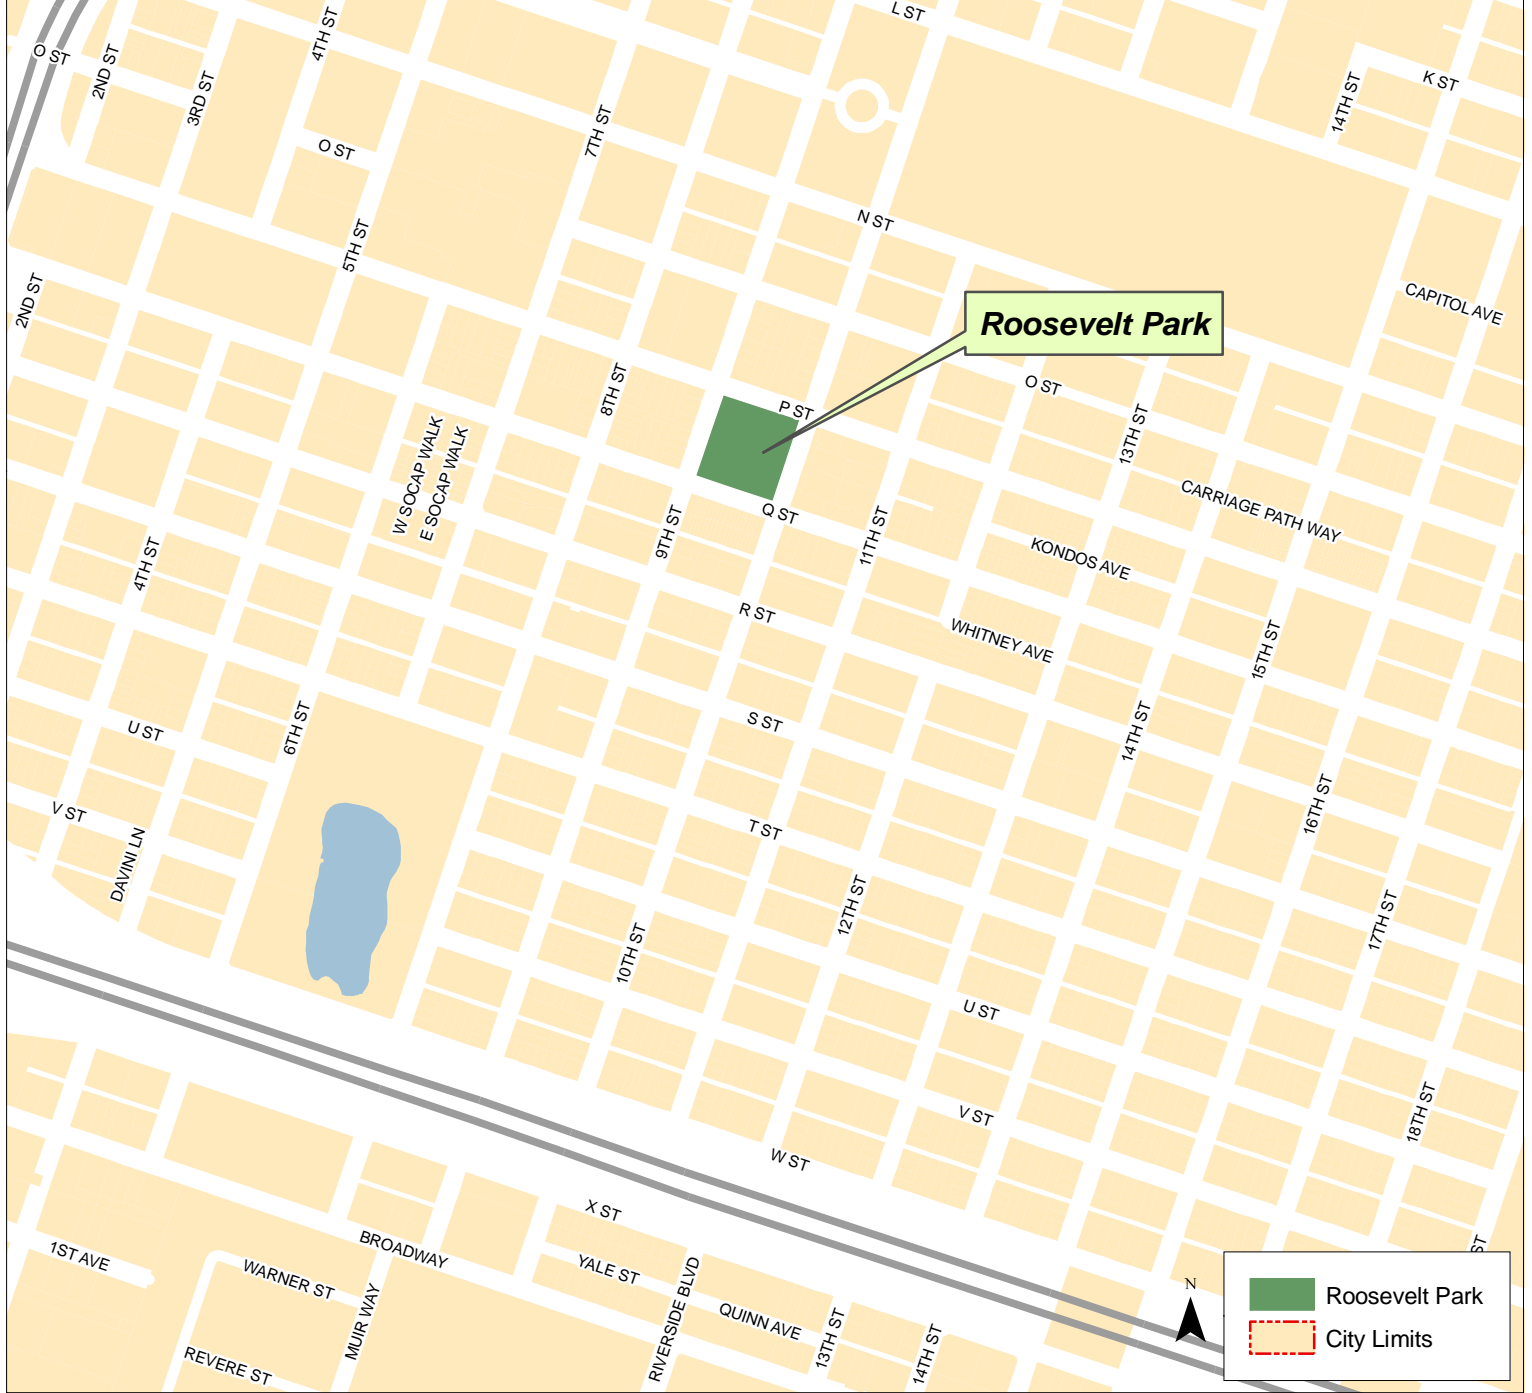 L ST
4TH ST
O ST
2ND ST
3RD ST
K ST
14TH ST
7TH ST
O ST
N ST
5TH ST
2ND ST
CAPITOL AVE
Roosevelt Park
8TH ST
O ST
P ST
13TH ST
W SOCAP WALK
E SOCAP WALK
CARRIAGE PATH WAY
Q ST
9TH ST
11TH ST
4TH ST
KONDOS AVE
R ST
WHITNEY AVE
15TH ST
6TH ST
U ST
S ST
14TH ST
V ST
T ST
16TH ST
DAVINI LN
12TH ST
17TH ST
10TH ST
U ST
V ST
18TH ST
W ST
X ST
ST
1ST AVE
BROADWAY
WARNER ST
YALE ST
RIVERSIDE BLVD
MUIR WAY
QUINN AVE
13TH ST
14TH ST
REVERE ST
N
Roosevelt Park
City Limits